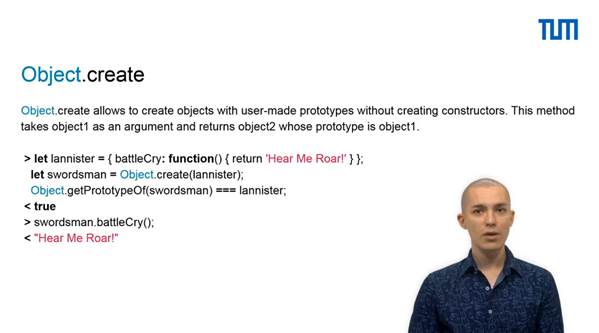 TUM
Object.create
Object.create allows to create objects with user-made prototypes without creating constructors. This method
takes object1 as an argument and returns object2 whose prototype is object1.
> let lannister = { battleCry: function() { return 'Hear Me Roar!' } };
let swordsman = Object.create(lannister);
Object.getPrototypeOf(swordsman) === lannister;
< true
> swordsman.battleCry();
< "Hear Me Roar!"